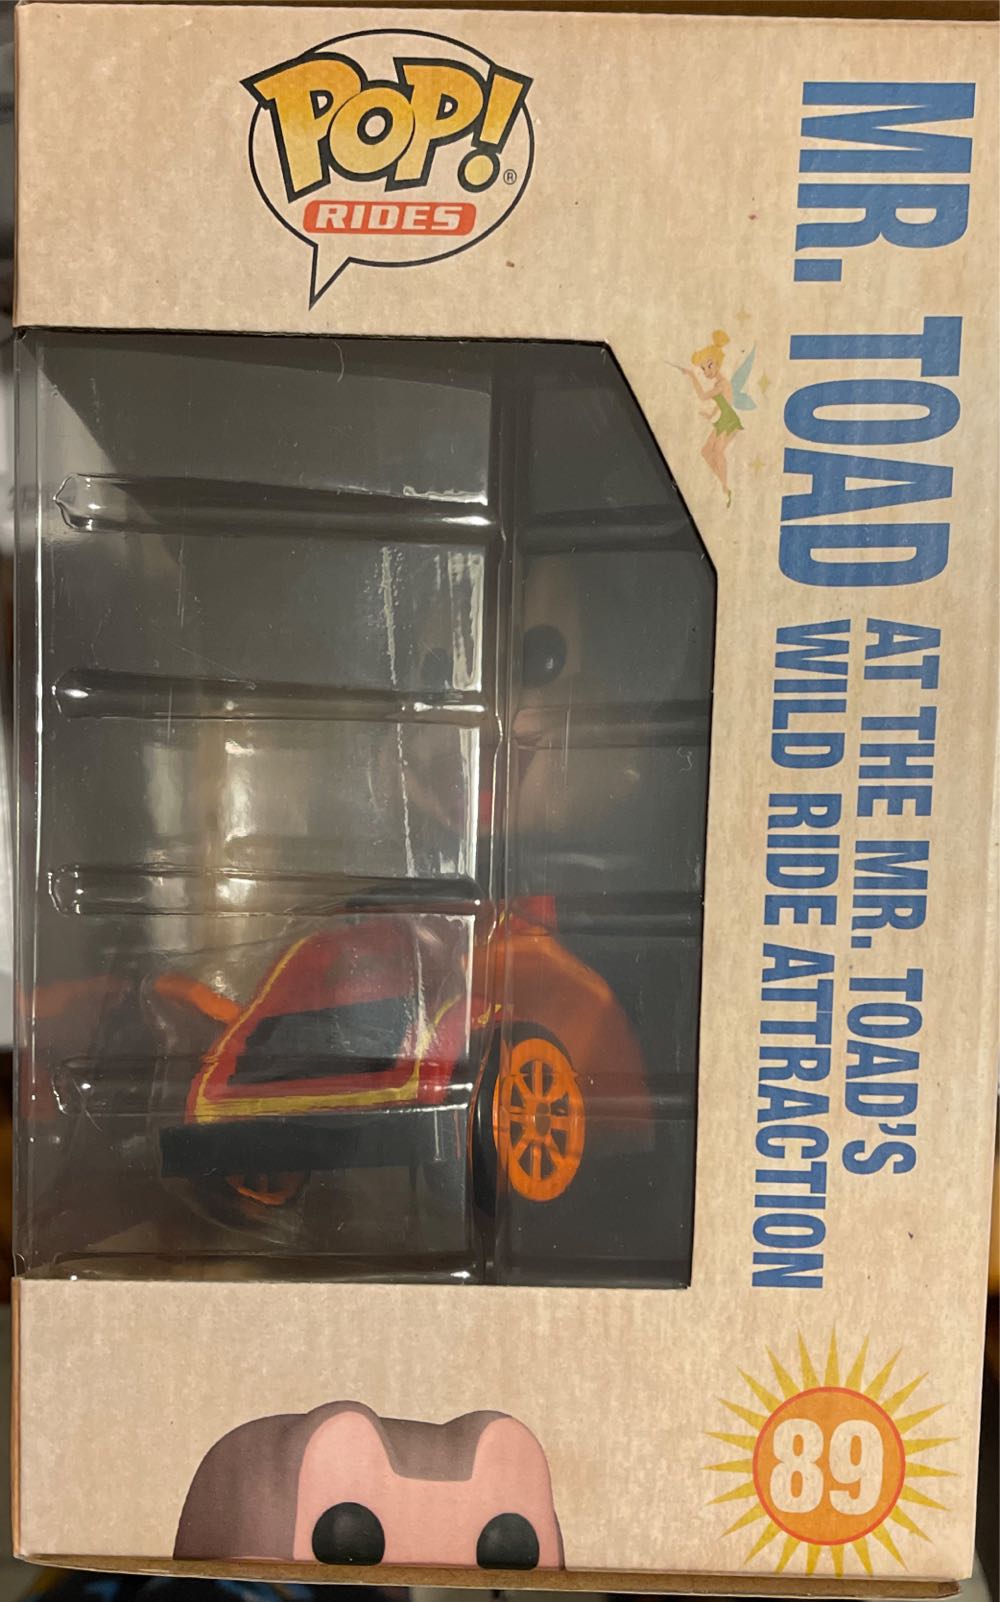 POP!®
RIDES
MR. TOAD AT THE MR. TOAD'S
WILD RIDE ATTRACTION
89